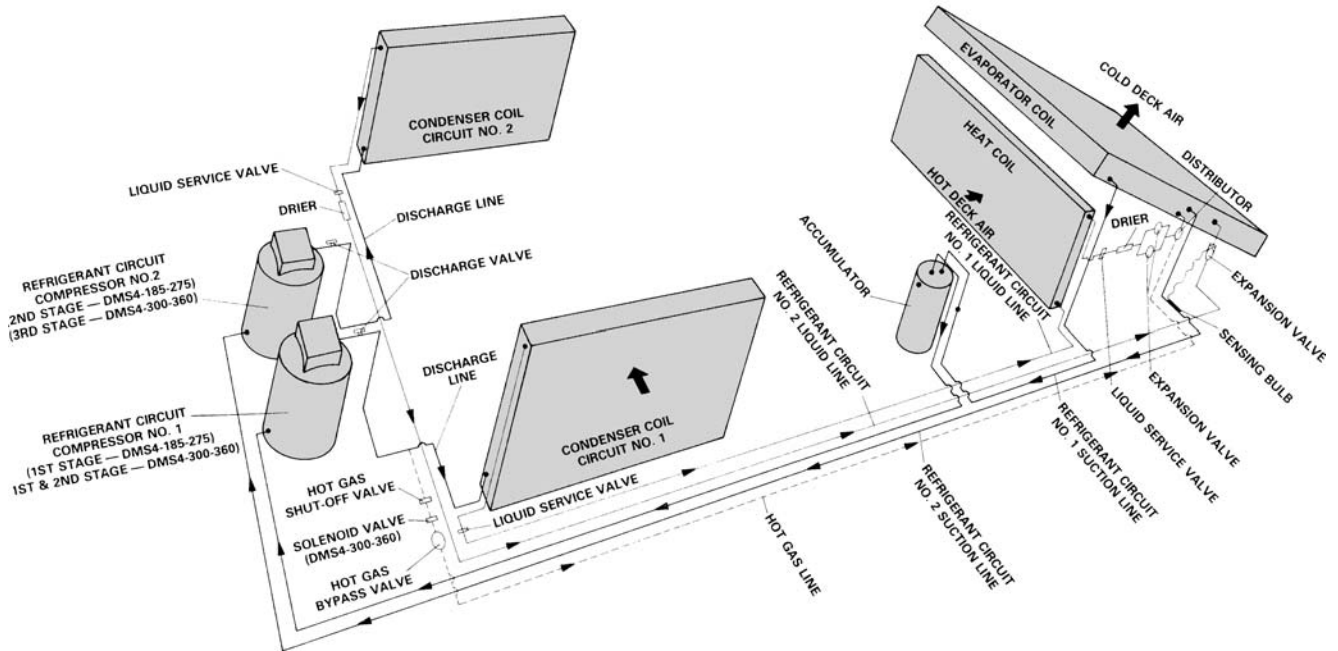 CONDENSER COIL
CIRCUIT NO. 2
LIQUID SERVICE VALVE
DRIER
DISCHARGE LINE
DISCHARGE VALVE
REFRIGERANT CIRCUIT
COMPRESSOR NO.2
2ND STAGE — DMS4-185-275)
(3RD STAGE — DMS4-300-360)
REFRIGERANT CIRCUIT
COMPRESSOR NO. 1
(1ST STAGE — DMS4-185-275)
1ST & 2ND STAGE — DMS4-300-360)
DISCHARGE
LINE
CONDENSER COIL
CIRCUIT NO. 1
HOT GAS
SHUT-OFF VALVE
SOLENOID VALVE
(DMS4-300-360)
HOT GAS
BYPASS VALVE
LIQUID SERVICE VALVE
HOT GAS LINE
REFRIGERANT CIRCUIT
NO. 2 LIQUID LINE
ACCUMULATOR
REFRIGERANT CIRCUIT
NO. 1 LIQUID LINE
HOT DECK AIR
HEAT COIL
EVAPORATOR COIL
COLD DECK AIR
DISTRIBUTOR
DRIER
EXPANSION VALVE
SENSING BULB
EXPANSION VALVE
LIQUID SERVICE VALVE
REFRIGERANT CIRCUIT
NO. 1 SUCTION LINE
REFRIGERANT CIRCUIT
NO. 2 SUCTION LINE